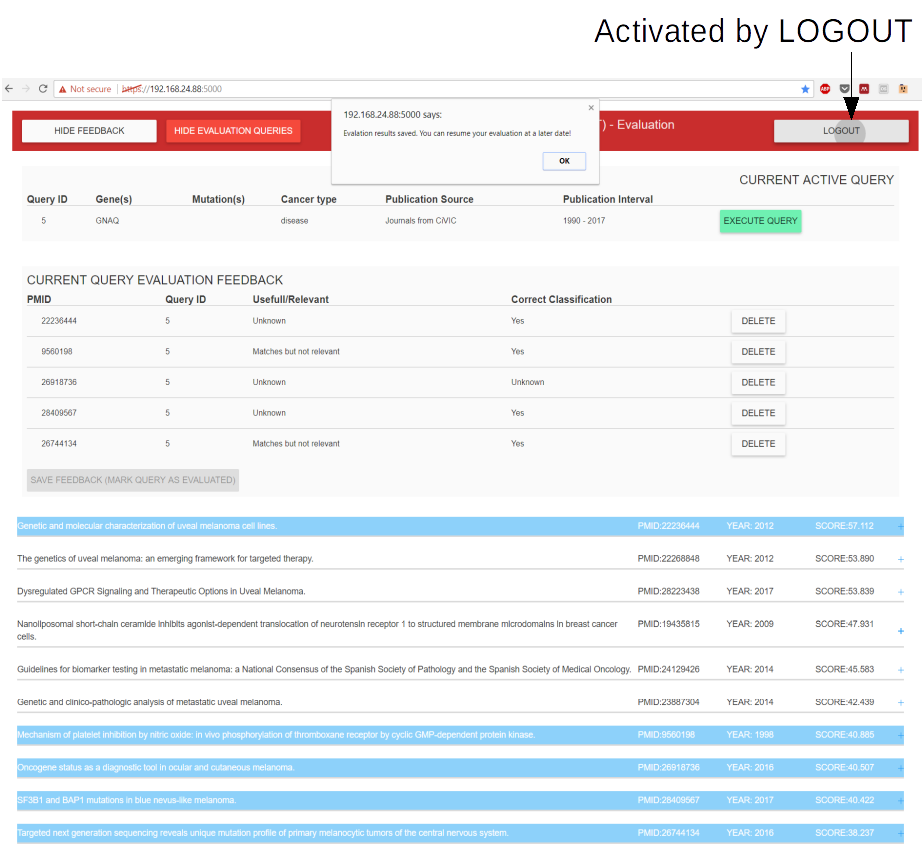 Activated by LOGOUT
Not secure | https://192.168.24.88:5000
192.168.24.88:5000 says:
Evalation results saved. You can resume your evaluation at a later date!
OK
HIDE FEEDBACK HIDE EVALUATION QUERIES T) - Evaluation LOGOUT
CURRENT ACTIVE QUERY
Query ID Gene(s) Mutation(s) Cancer type Publication Source Publication Interval
5 GNAQ disease Journals from CiVIC 1990 - 2017 EXECUTE QUERY
CURRENT QUERY EVALUATION FEEDBACK
PMID Query ID Usefull/Relevant Correct Classification
22236444 5 Unknown Yes DELETE
9560198 5 Matches but not relevant Yes DELETE
26918736 5 Unknown Unknown DELETE
28409567 5 Unknown Yes DELETE
26744134 5 Matches but not relevant Yes DELETE
SAVE FEEDBACK (MARK QUERY AS EVALUATED)
Genetic and molecular characterization of uveal melanoma cell lines. PMID:22236444 YEAR: 2012 SCORE:57.112 +
The genetics of uveal melanoma: an emerging framework for targeted therapy. PMID:22268848 YEAR: 2012 SCORE:53.890 +
Dysregulated GPCR Signaling and Therapeutic Options in Uveal Melanoma. PMID:28223438 YEAR: 2017 SCORE:53.839 +
Nanoliposomal short-chain ceramide inhibits agonist-dependent translocation of neurotensin receptor 1 to structured membrane microdomains in breast cancer PMID:19435815 YEAR: 2009 SCORE:47.931 +
cells.
Guidelines for biomarker testing in metastatic melanoma: a National Consensus of the Spanish Society of Pathology and the Spanish Society of Medical Oncology. PMID:24129426 YEAR: 2014 SCORE:45.583 +
Genetic and clinico-pathologic analysis of metastatic uveal melanoma. PMID:23887304 YEAR: 2014 SCORE:42.439 +
Mechanism of platelet inhibition by nitric oxide: in vivo phosphorylation of thromboxane receptor by cyclic GMP-dependent protein kinase. PMID:9560198 YEAR: 1998 SCORE:40.885 +
Oncogene status as a diagnostic tool in ocular and cutaneous melanoma. PMID:26918736 YEAR: 2016 SCORE:40.507 +
SF3B1 and BAP1 mutations in blue nevus-like melanoma. PMID:28409567 YEAR: 2017 SCORE:40.422 +
Targeted next generation sequencing reveals unique mutation profile of primary melanocytic tumors of the central nervous system. PMID:26744134 YEAR: 2016 SCORE:38.237 +